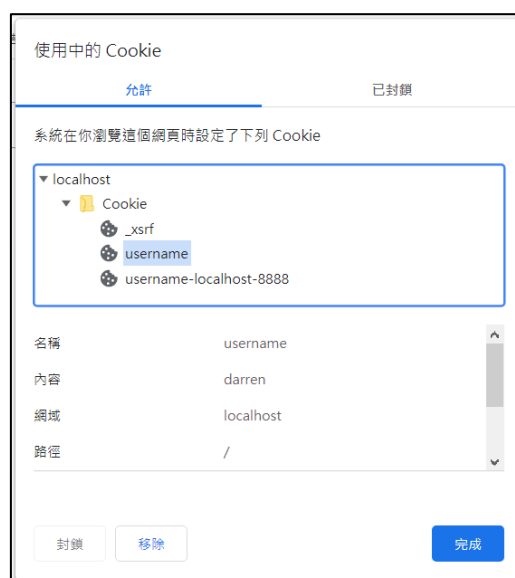 使用中的 Cookie
允許 已封鎖
系統在你瀏覽這個網頁時設定了下列 Cookie
localhost
Cookie
_xsrf
username
username-localhost-8888
名稱 username
內容 darren
網域 localhost
路徑 /
封鎖 移除 完成